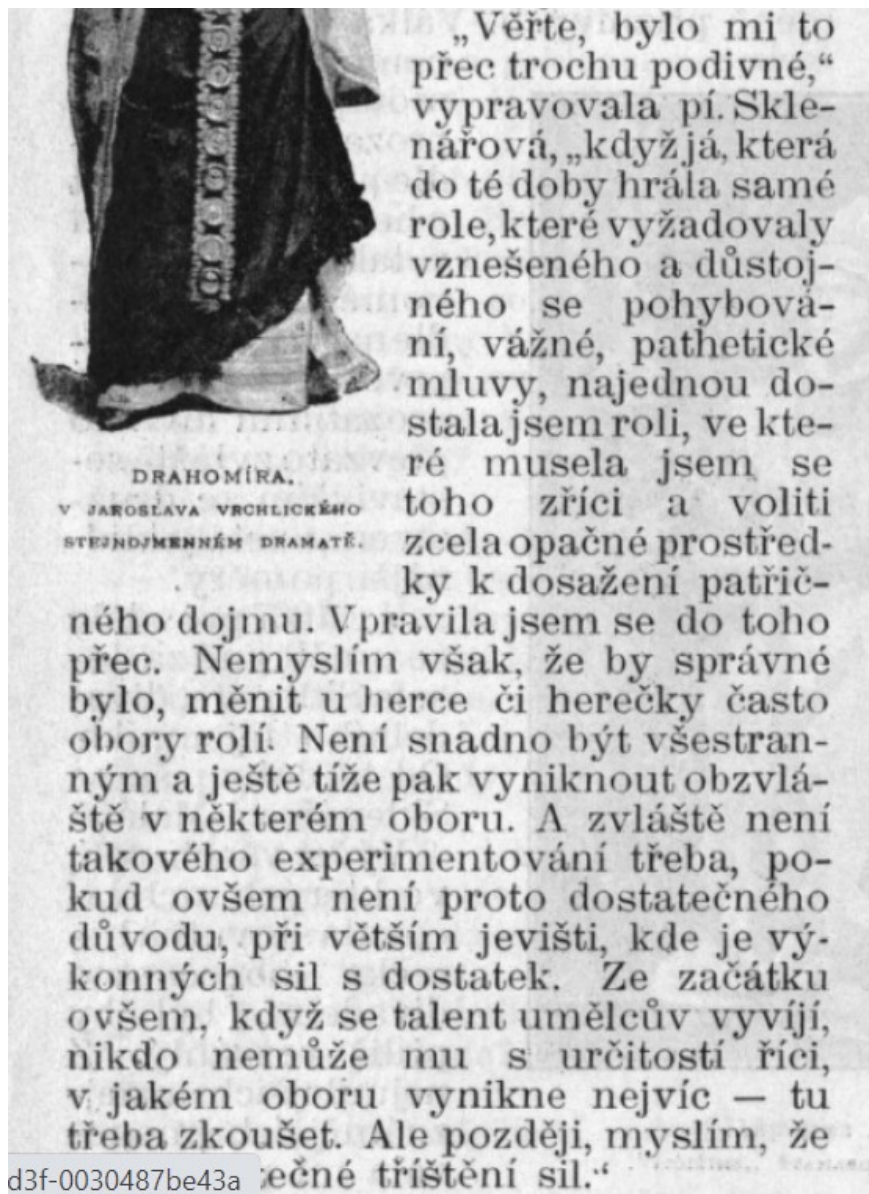 „Věřte, bylo mi to
přec trochu podivné,“
vypravovala pí. Skle-
nářová, „když já, která
do té doby hrála samé
role, které vyžadovaly
vznešeného a důstoj-
ného se pohybová-
ní, vážné, pathetické
mluvy, najednou do-
stala jsem roli, ve kte-
ré musela jsem se
toho zříci a voliti
zcela opačné prostřed-
ky k dosažení patřič-
ného dojmu. Vpravila jsem se do toho
přec. Nemyslím však, že by správné
bylo, měnit u herce či herečky často
obory rolí. Není snadno být všestran-
ným a ještě tíže pak vyniknout obzvlá-
ště v některém oboru. A zvláště není
takového experimentování třeba, po-
kud ovšem není proto dostatečného
důvodu, při větším jevišti, kde je vý-
konných sil s dostatek. Ze začátku
ovšem, když se talent umělcův vyvíjí,
nikdo nemůže mu s určitostí říci,
v jakém oboru vynikne nejvíc — tu
třeba zkoušet. Ale později, myslím, že
ečné tříštění sil.“
DRAHOMÍRA.
V JAROSLAVA VRCHLICKÉHO
STEJNOJMENNÉM DRAMATĚ.
d3f-0030487be43a